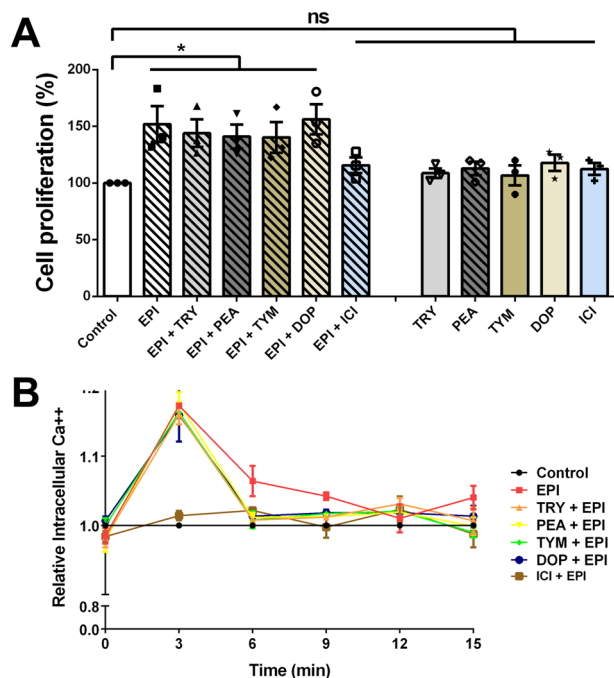 A
ns
*
Cell proliferation (%)
200
150
100
50
0
Control
EPI
EPI + TRY
EPI + PEA
EPI + TYM
EPI + DOP
EPI + ICI
TRY
PEA
TYM
DOP
ICI
B
Relative Intracellular Ca++
1.2
1.1
1.0
0.8
0.0
0
3
6
9
12
15
Time (min)
Control
EPI
TRY + EPI
PEA + EPI
TYM + EPI
DOP + EPI
ICI + EPI